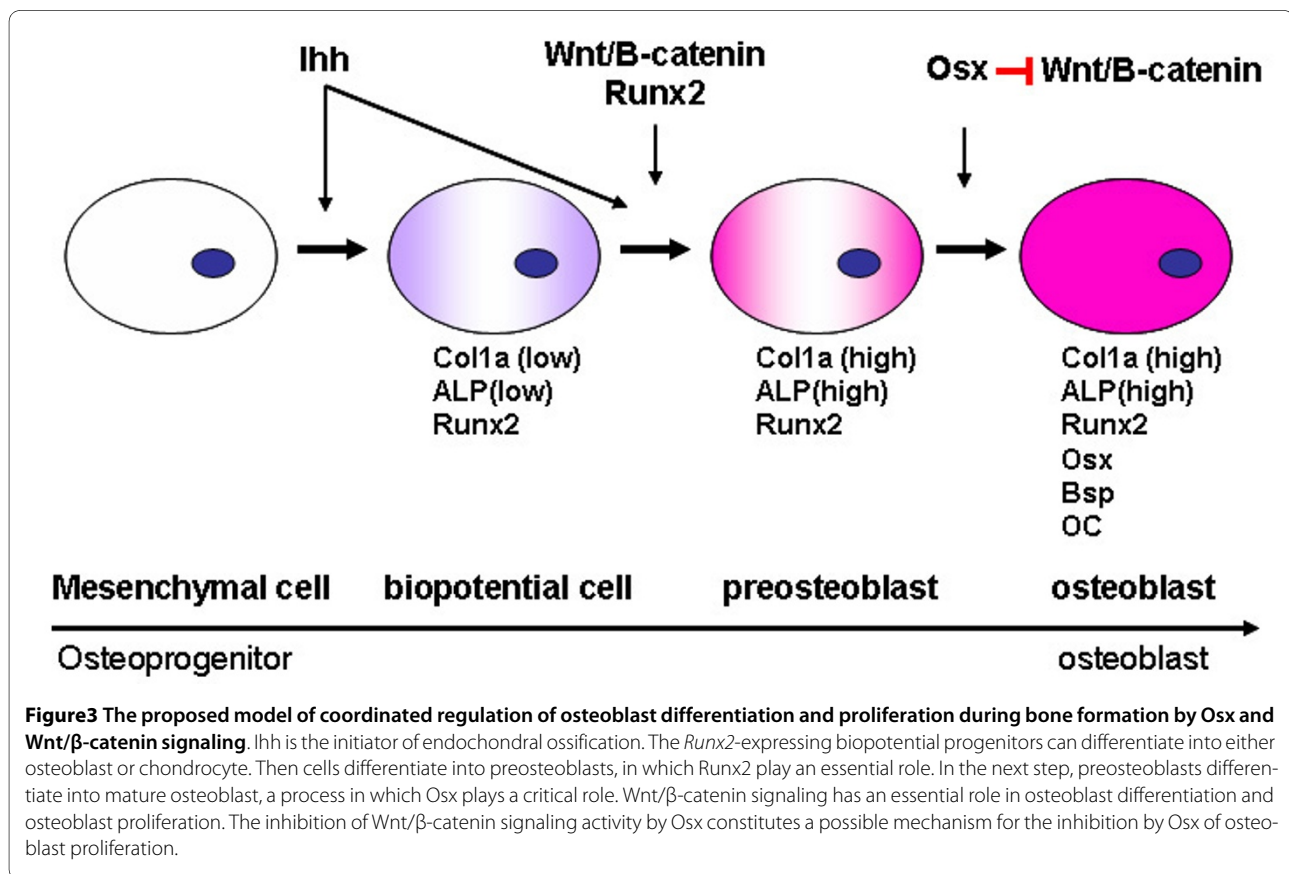 Ihh
Wnt/B-catenin
Runx2
Osx Wnt/B-catenin
Col1a (low)
ALP(low)
Runx2
Col1a (high)
ALP(high)
Runx2
Col1a (high)
ALP(high)
Runx2
Osx
Bsp
OC
Mesenchymal cell biopotential cell preosteoblast osteoblast
Osteoprogenitor osteoblast
Figure3 The proposed model of coordinated regulation of osteoblast differentiation and proliferation during bone formation by Osx and
Wnt/β-catenin signaling. Ihh is the initiator of endochondral ossification. The Runx2-expressing biopotential progenitors can differentiate into either
osteoblast or chondrocyte. Then cells differentiate into preosteoblasts, in which Runx2 play an essential role. In the next step, preosteoblasts differen-
tiate into mature osteoblast, a process in which Osx plays a critical role. Wnt/β-catenin signaling has an essential role in osteoblast differentiation and
osteoblast proliferation. The inhibition of Wnt/β-catenin signaling activity by Osx constitutes a possible mechanism for the inhibition by Osx of osteo-
blast proliferation.